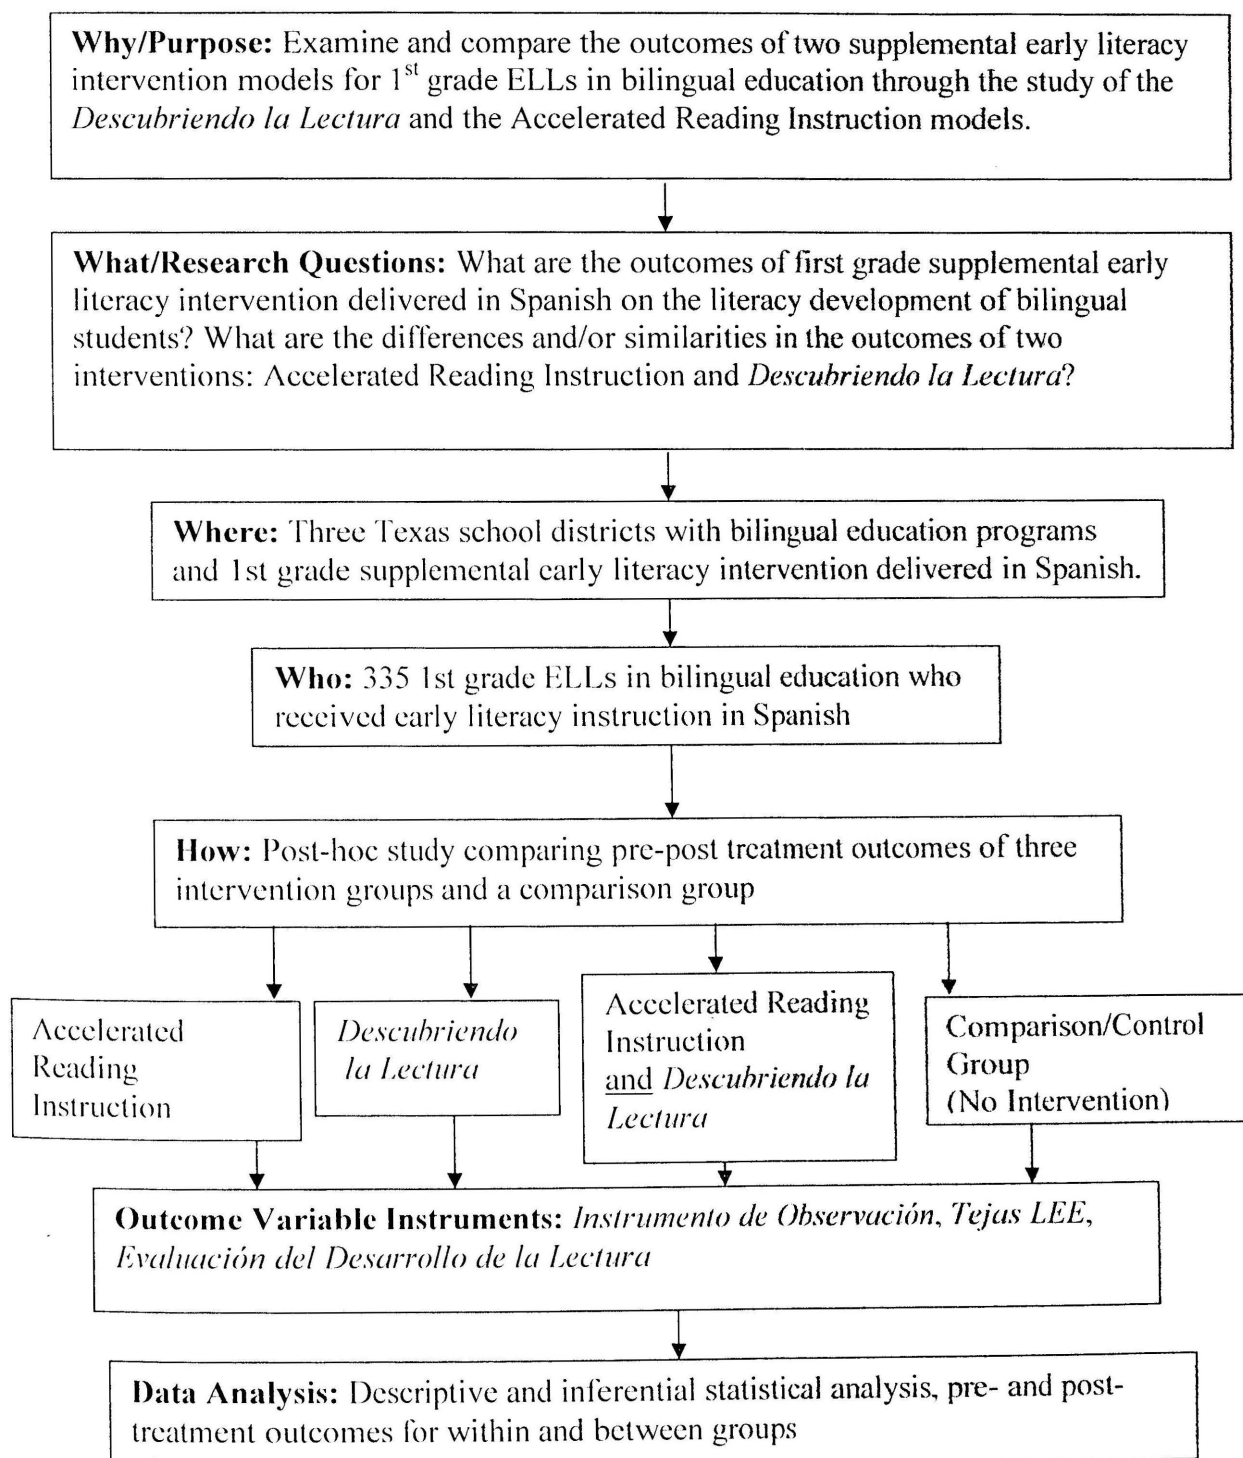 Why/Purpose: Examine and compare the outcomes of two supplemental early literacy
intervention models for 1st grade ELLs in bilingual education through the study of the
Descubriendo la Lectura and the Accelerated Reading Instruction models.
What/Research Questions: What are the outcomes of first grade supplemental early
literacy intervention delivered in Spanish on the literacy development of bilingual
students? What are the differences and/or similarities in the outcomes of two
interventions: Accelerated Reading Instruction and Descubriendo la Lectura?
Where: Three Texas school districts with bilingual education programs
and 1st grade supplemental early literacy intervention delivered in Spanish.
Who: 335 1st grade ELLs in bilingual education who
received early literacy instruction in Spanish
How: Post-hoc study comparing pre-post treatment outcomes of three
intervention groups and a comparison group
Accelerated
Reading
Instruction
Descubriendo
la Lectura
Accelerated Reading
Instruction
and Descubriendo la
Lectura
Comparison/Control
Group
(No Intervention)
Outcome Variable Instruments: Instrumento de Observación, Tejas LEE,
Evaluación del Desarrollo de la Lectura
Data Analysis: Descriptive and inferential statistical analysis, pre- and post-
treatment outcomes for within and between groups